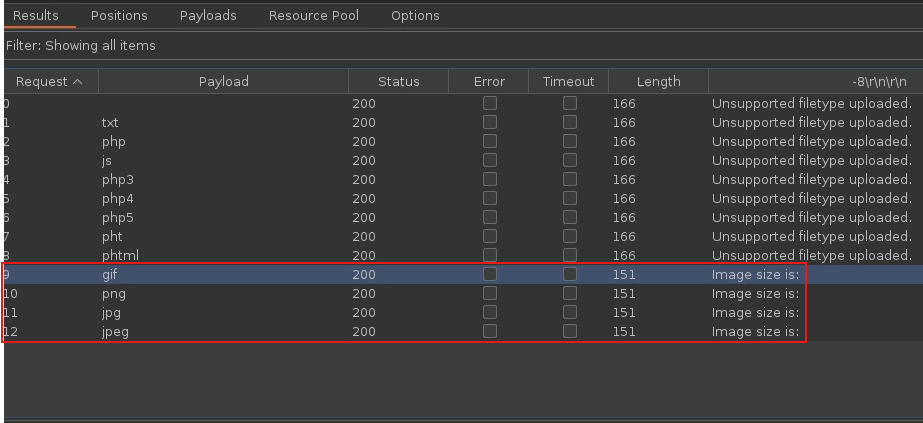 Results Positions Payloads Resource Pool Options
Filter: Showing all items
Request Payload Status Error Timeout Length -8\r\n\r\n
0 200 166 Unsupported filetype uploaded.
1 txt 200 166 Unsupported filetype uploaded.
2 php 200 166 Unsupported filetype uploaded.
3 js 200 166 Unsupported filetype uploaded.
4 php3 200 166 Unsupported filetype uploaded.
5 php4 200 166 Unsupported filetype uploaded.
6 php5 200 166 Unsupported filetype uploaded.
7 pht 200 166 Unsupported filetype uploaded.
8 phtml 200 166 Unsupported filetype uploaded.
9 gif 200 151 Image size is:
10 png 200 151 Image size is:
11 jpg 200 151 Image size is:
12 jpeg 200 151 Image size is: